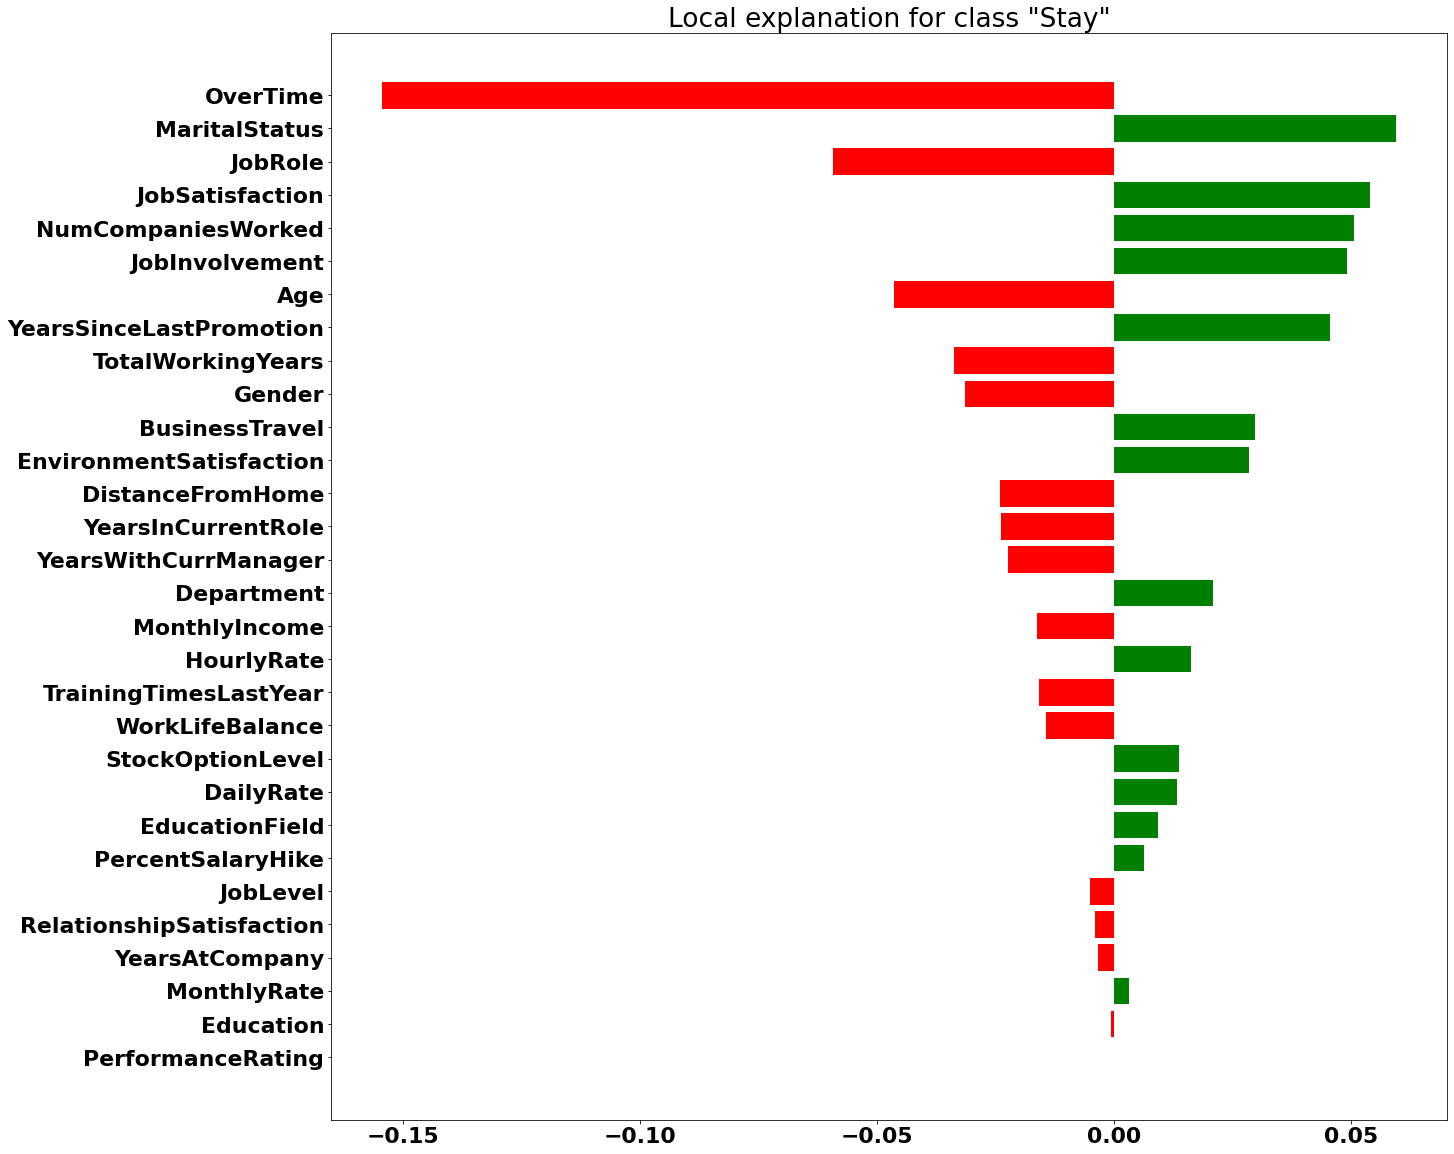 Local explanation for class "Stay"
OverTime
MaritalStatus
JobRole
JobSatisfaction
NumCompaniesWorked
JobInvolvement
Age
YearsSinceLastPromotion
TotalWorkingYears
Gender
BusinessTravel
EnvironmentSatisfaction
DistanceFromHome
YearsInCurrentRole
YearsWithCurrManager
Department
MonthlyIncome
HourlyRate
TrainingTimesLastYear
WorkLifeBalance
StockOptionLevel
DailyRate
EducationField
PercentSalaryHike
JobLevel
RelationshipSatisfaction
YearsAtCompany
MonthlyRate
Education
PerformanceRating
−0.15 −0.10 −0.05 0.00 0.05